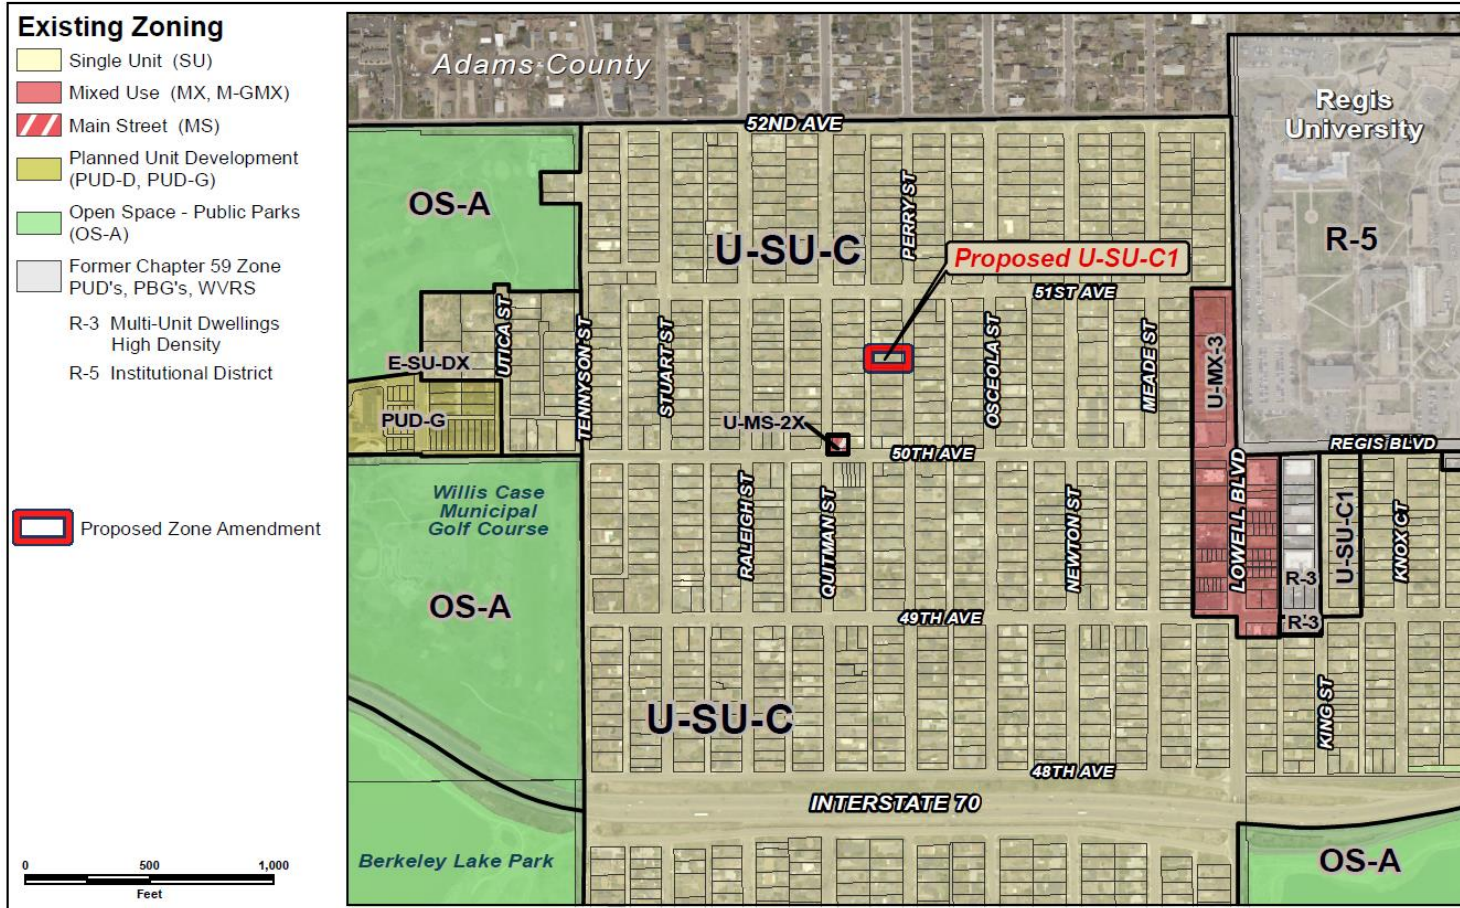 Existing Zoning
Single Unit (SU)
Mixed Use (MX, M-GMX)
Main Street (MS)
Planned Unit Development
(PUD-D, PUD-G)
Open Space - Public Parks
(OS-A)
Former Chapter 59 Zone
PUD's, PBG's, WVRS
R-3 Multi-Unit Dwellings
High Density
R-5 Institutional District
Proposed Zone Amendment
0 500 1,000
Feet
Adams County
52ND AVE
Regis
University
OS-A
PERRY ST
U-SU-C
R-5
Proposed U-SU-C1
51ST AVE
UTICA ST
TENNYSON ST
STUART ST
OSCEOLA ST
MEADE ST
U-MX-3
E-SU-DX
PUD-G
U-MS-2X
50TH AVE
REGIS BLVD
Willis Case
Municipal
Golf Course
RALEIGH ST
QUITMAN ST
NEWTON ST
LOWELL BLVD
U-SU-C1
KNOX CT
R-3
OS-A
49TH AVE
R-3
U-SU-C
KING ST
48TH AVE
INTERSTATE 70
Berkeley Lake Park
OS-A